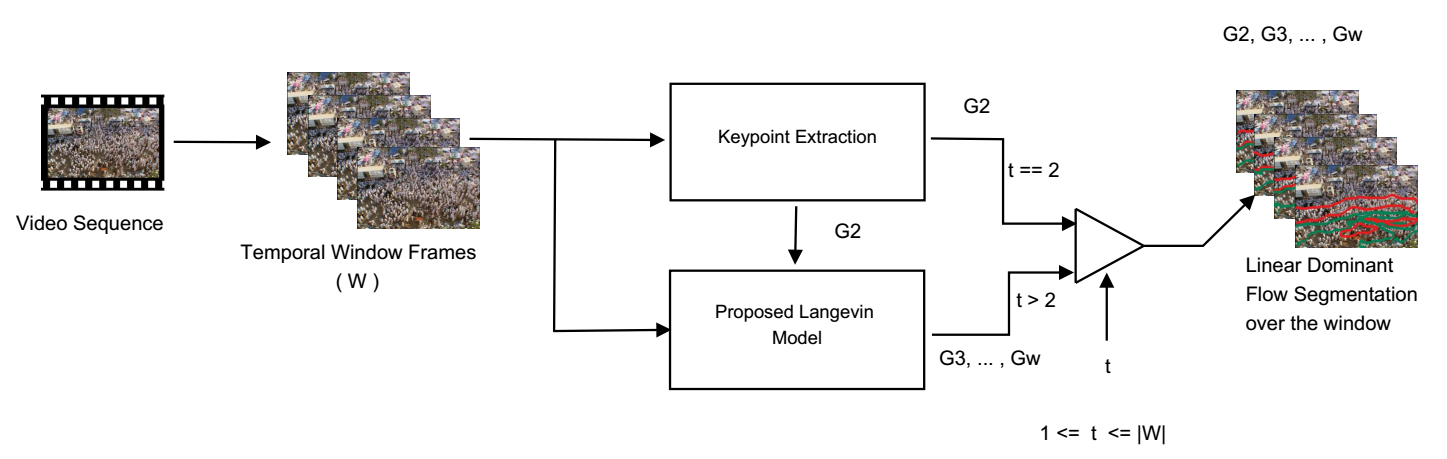 G2, G3, ... , Gw
Video Sequence
Temporal Window Frames
( W )
Keypoint Extraction
G2
t == 2
G2
Proposed Langevin
Model
t > 2
G3, ... , Gw
t
1 <= t <= |W|
Linear Dominant
Flow Segmentation
over the window